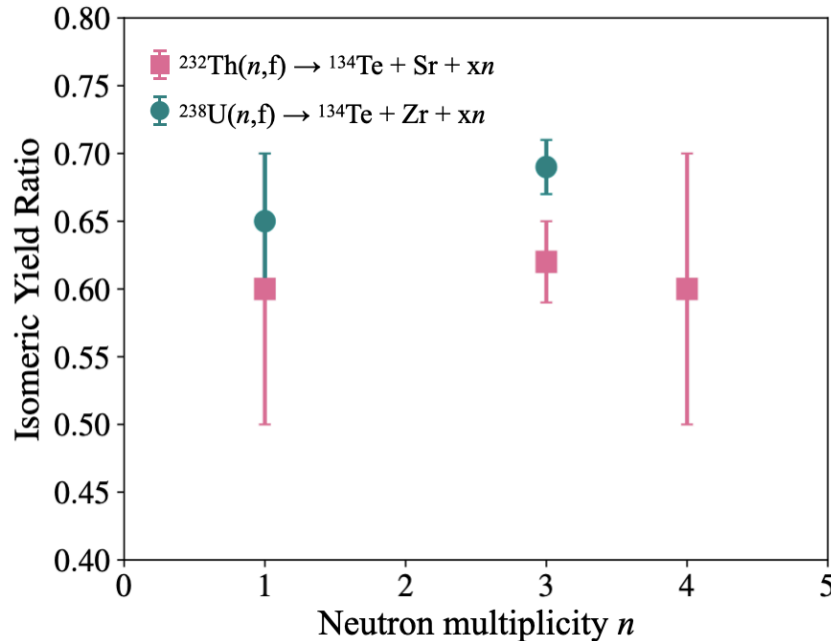 0.80
0.75
0.70
0.65
0.60
0.55
0.50
0.45
0.40
Isomeric Yield Ratio
²³²Th(n,f) → ¹³⁴Te + Sr + xn
²³⁸U(n,f) → ¹³⁴Te + Zr + xn
0 1 2 3 4 5
Neutron multiplicity n